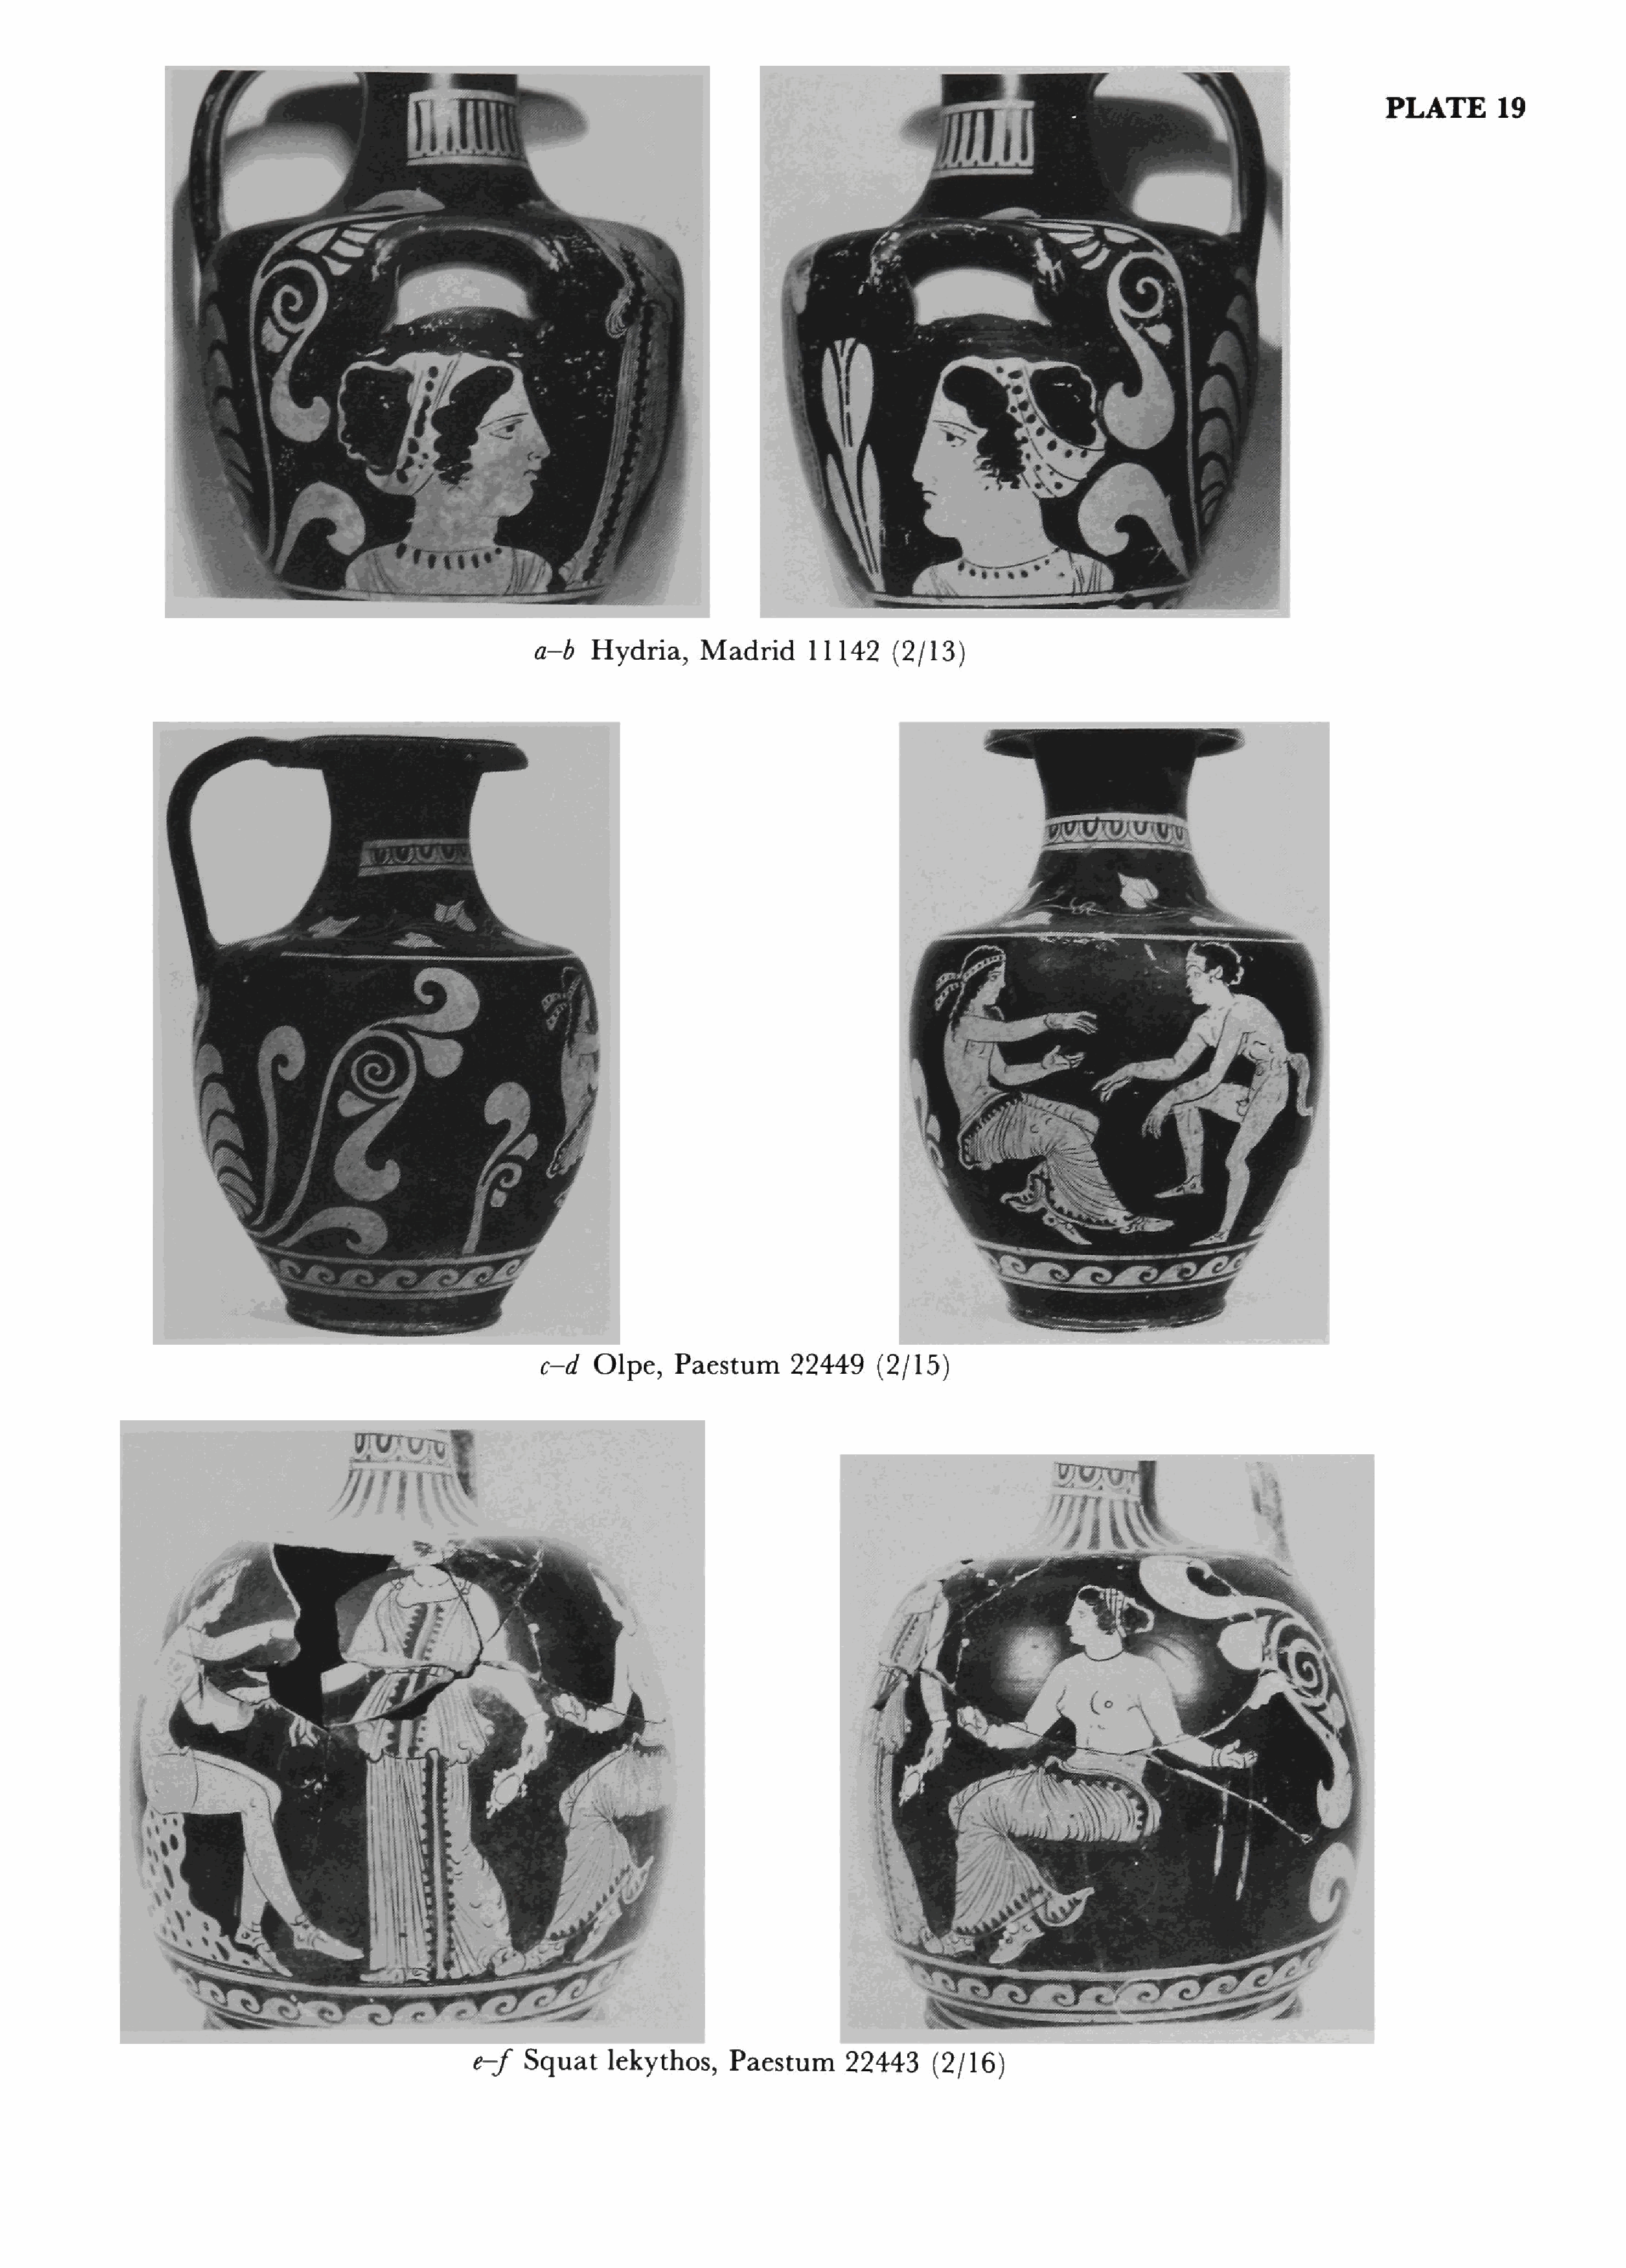 PLATE 19
a–b Hydria, Madrid 11142 (2/13)
c–d Olpe, Paestum 22449 (2/15)
e–f Squat lekythos, Paestum 22443 (2/16)